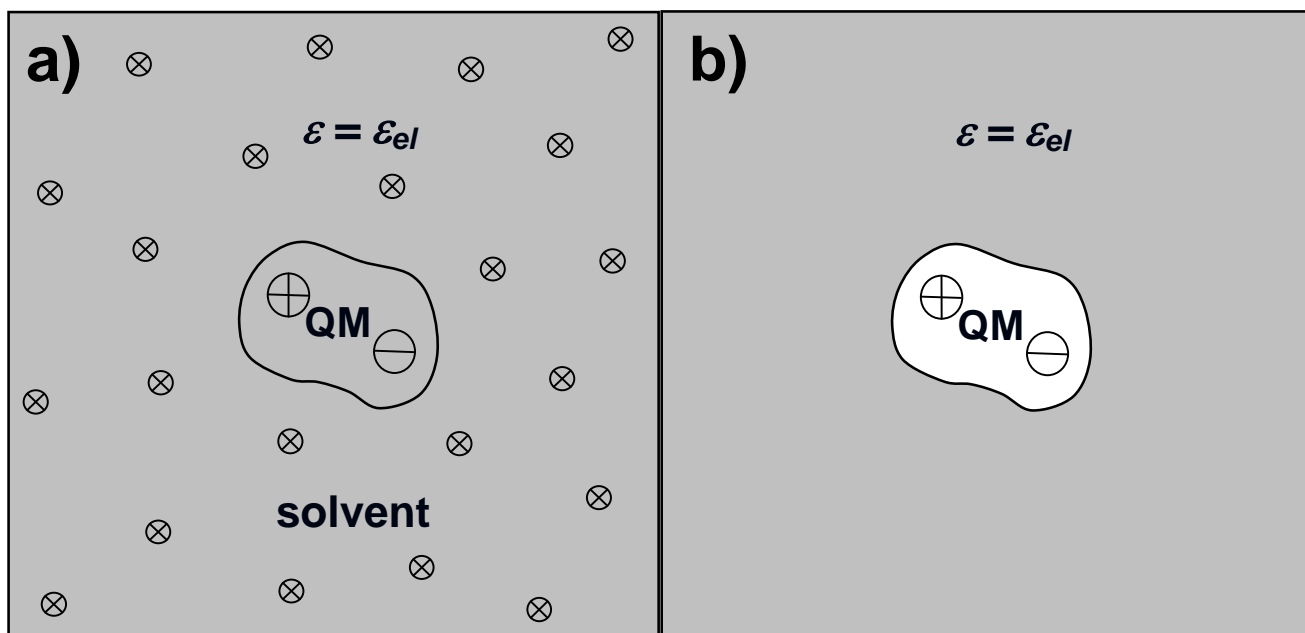 a)
ε = εel
QM
solvent
b)
ε = εel
QM